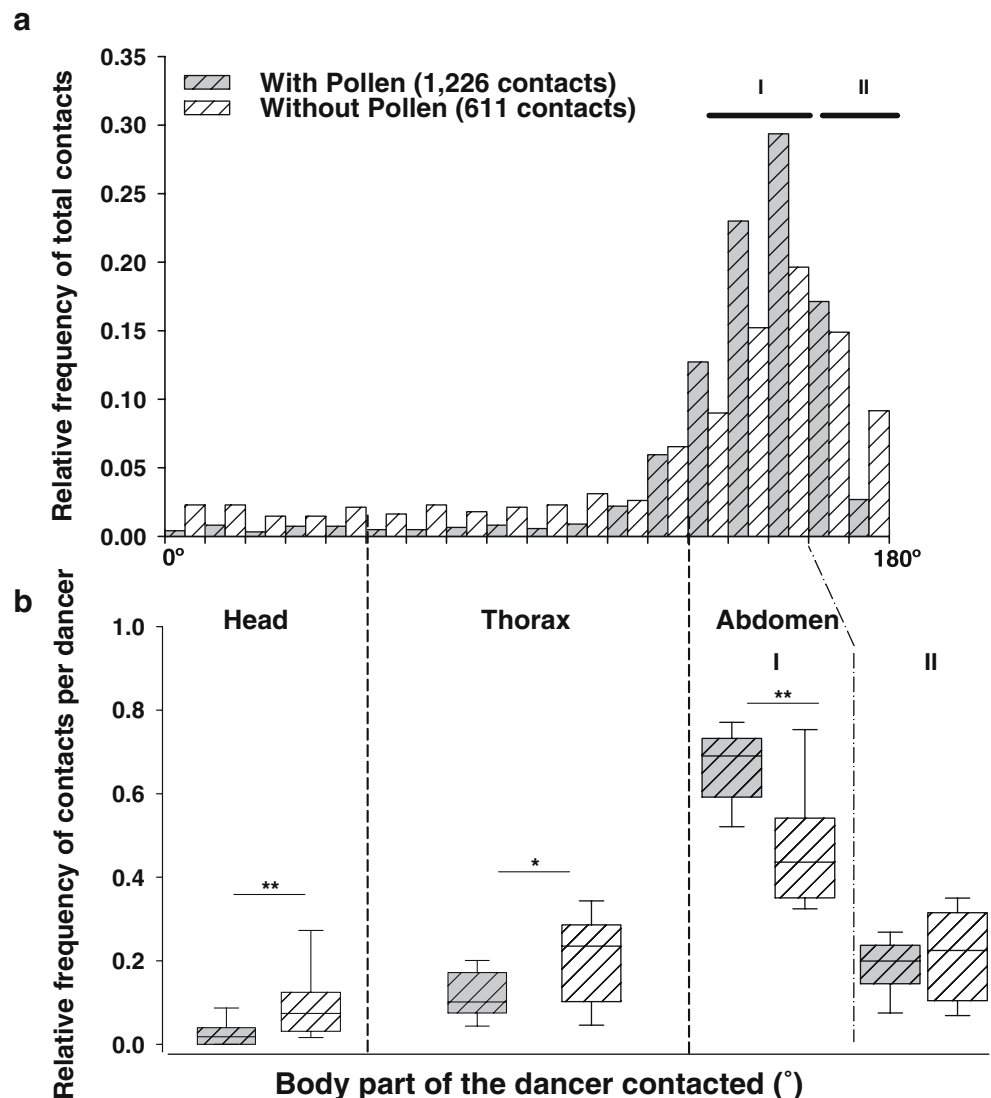 a
Relative frequency of total contacts
0.35
0.30
0.25
0.20
0.15
0.10
0.05
0.00
With Pollen (1,226 contacts)
Without Pollen (611 contacts)
I II
0º 180º
b
Relative frequency of contacts per dancer
1.0
0.8
0.6
0.4
0.2
0.0
Head Thorax Abdomen
I II
**
*
**
Body part of the dancer contacted (˚)